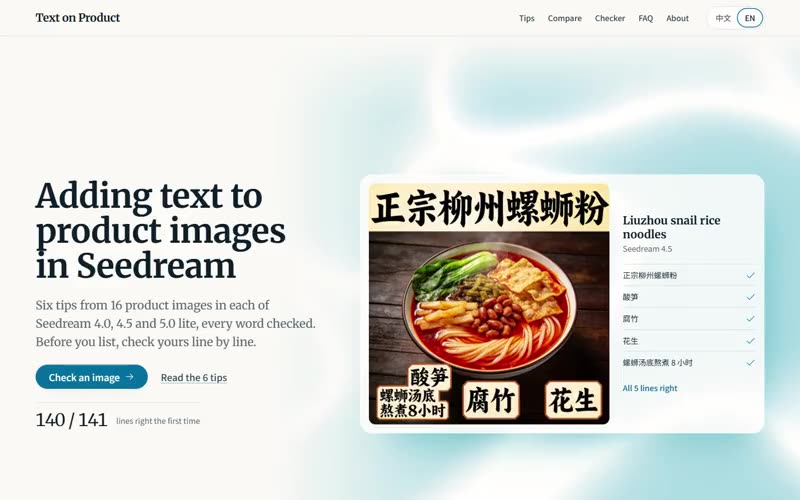 Text on Product
Tips
Compare
Checker
FAQ
About
中文
EN
Adding text to
product images
in Seedream
Six tips from 16 product images in each of
Seedream 4.0, 4.5 and 5.0 lite, every word checked.
Before you list, check yours line by line.
Check an image →
Read the 6 tips
140 / 141 lines right the first time
正宗柳州螺蛳粉
酸笋
螺蛳汤底
熬煮8小时
腐竹
花生
Liuzhou snail rice
noodles
Seedream 4.5
正宗柳州螺蛳粉
酸笋
腐竹
花生
螺蛳汤底熬煮 8 小时
All 5 lines right